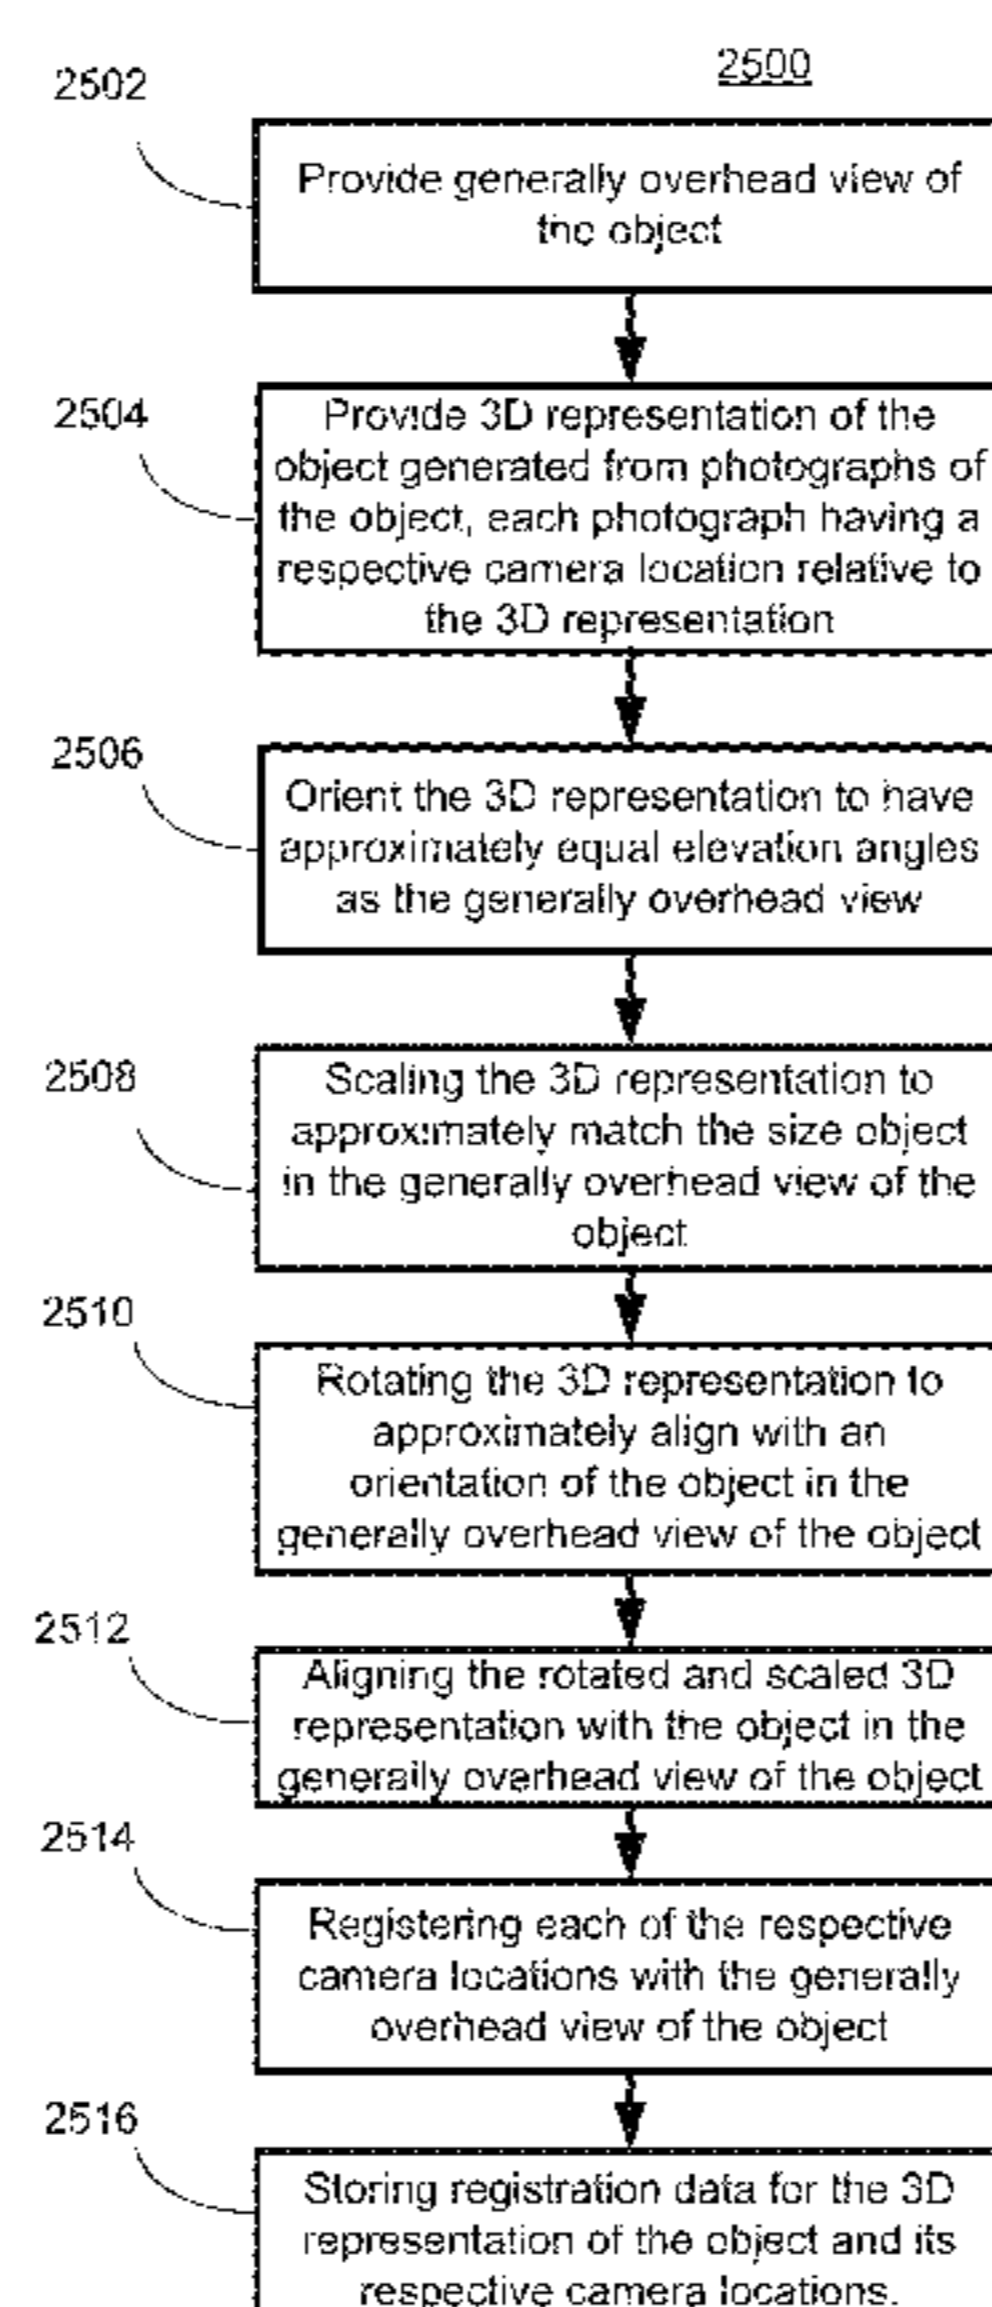 2500
2502
Provide generally overhead view of
the object
2504
Provide 3D representation of the
object generated from photographs of
the object, each photograph having a
respective camera location relative to
the 3D representation
2506
Orient the 3D representation to have
approximately equal elevation angles
as the generally overhead view
2508
Scaling the 3D representation to
approximately match the size object
in the generally overhead view of the
object
2510
Rotating the 3D representation to
approximately align with an
orientation of the object in the
generally overhead view of the object
2512
Aligning the rotated and scaled 3D
representation with the object in the
generally overhead view of the object
2514
Registering each of the respective
camera locations with the generally
overhead view of the object
2516
Storing registration data for the 3D
representation of the object and its
respective camera locations.